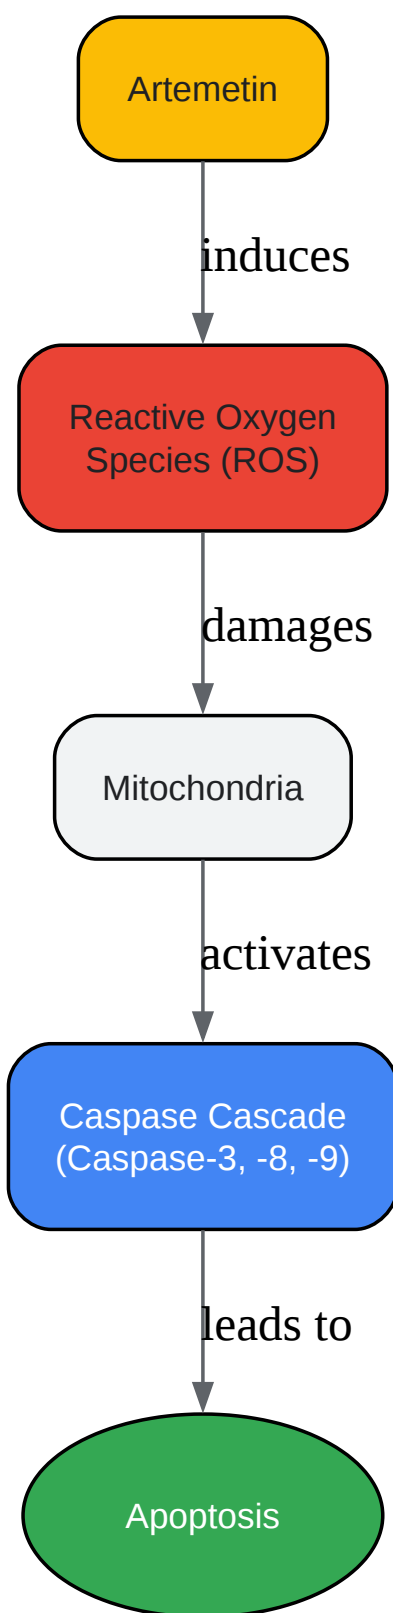 Artemetin
induces
Reactive Oxygen
Species (ROS)
damages
Mitochondria
activates
Caspase Cascade
(Caspase-3, -8, -9)
leads to
Apoptosis